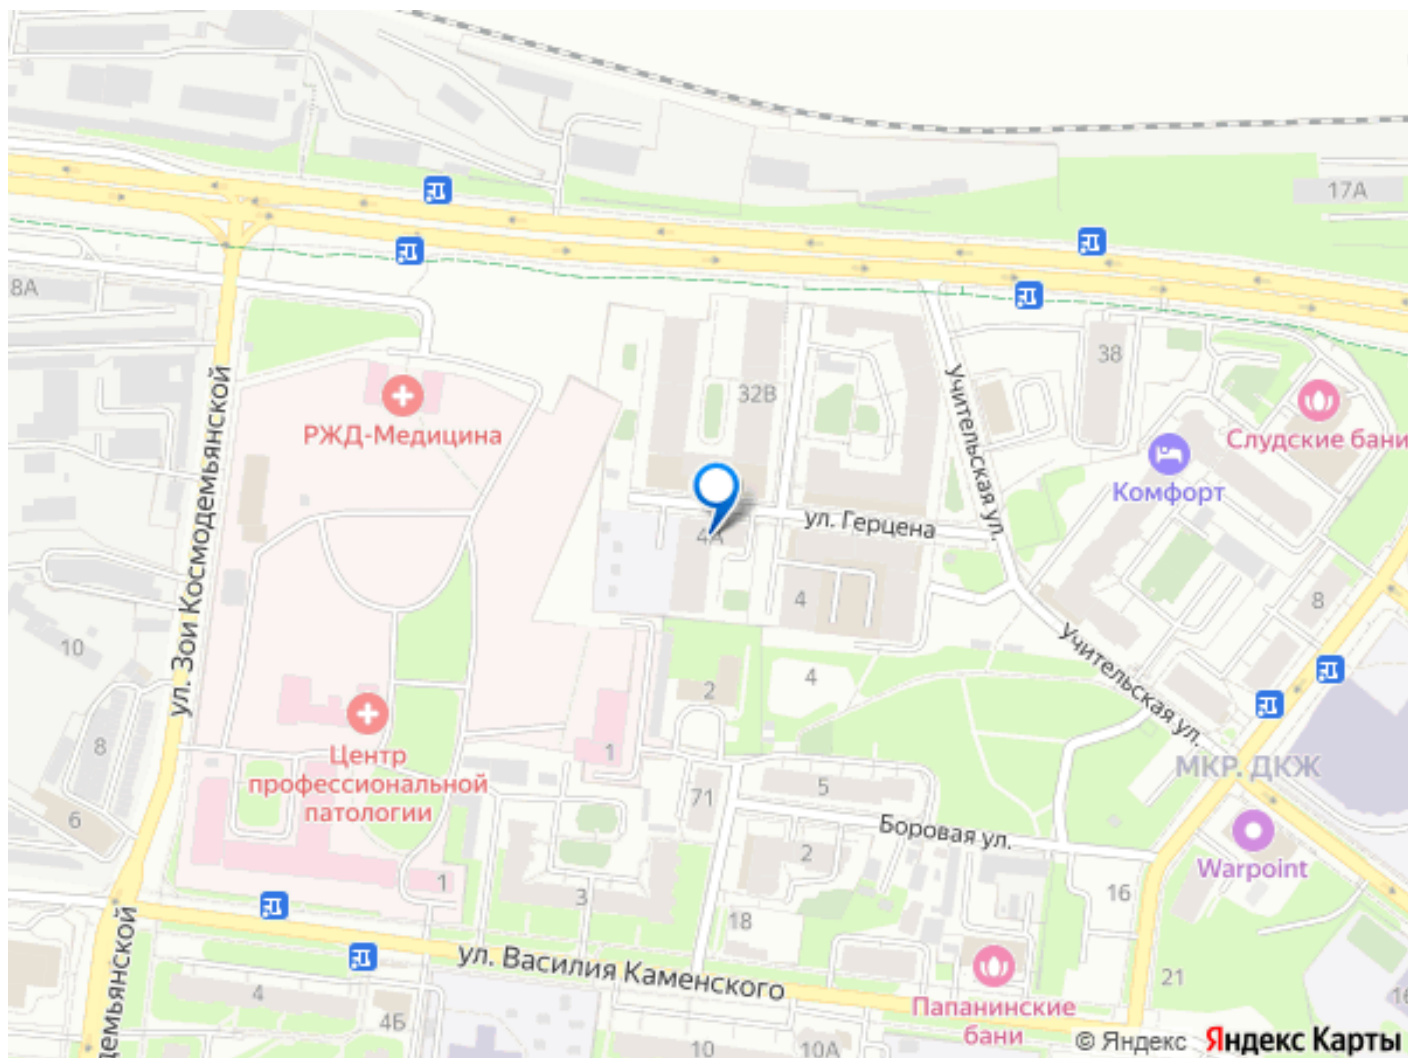 17А
8А
38
32В
РЖД-Медицина
Слудские бани
Комфорт
Учительская ул.
ул. Зои Космодемьянской
ул. Герцена
4А
4
8
10
Учительская ул.
2
4
1
8
Центр
профессиональной
патологии
МКР. ДКЖ
5
71
6
Боровая ул.
2
Warpoint
1
3
16
18
ул. Василия Каменского
21
Папанинские
бани
4
4Б
16
демьянской
10
10А
© Яндекс Яндекс Карты